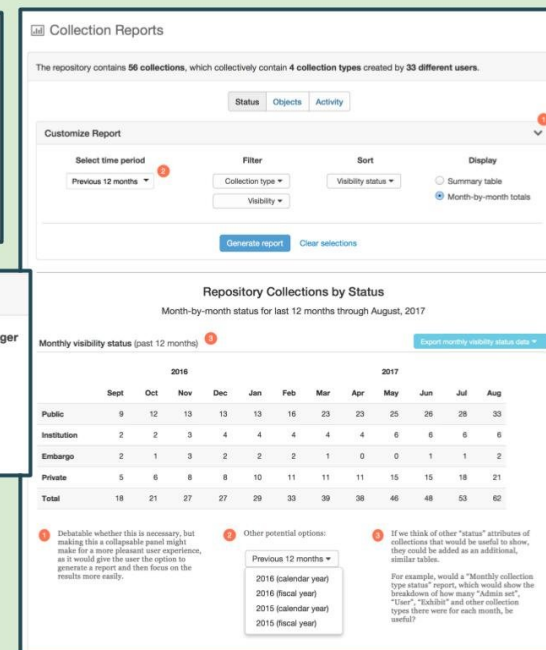 Collection Reports
The repository contains 56 collections, which collectively contain 4 collection types created by 33 different users.
Status Objects Activity
1
Customize Report
Select time period Filter Sort Display
Previous 12 months 2 Collection type Visibility status Summary table
Visibility Month-by-month totals
Generate report Clear selections
ger
Repository Collections by Status
Month-by-month status for last 12 months through August, 2017
Monthly visibility status (past 12 months) 3 Export monthly visibility status data
2016 2017
Sept Oct Nov Dec Jan Feb Mar Apr May Jun Jul Aug
Public 9 12 13 13 13 16 23 23 25 26 28 33
Institution 2 2 3 4 4 4 4 4 6 6 6 6
Embargo 2 1 3 2 2 2 1 0 0 1 1 2
Private 5 6 8 8 10 11 11 11 15 15 18 21
Total 18 21 27 27 29 33 39 38 46 48 53 62
1 Debatable whether this is necessary, but
making this a collapsable panel might
make for a more pleasant user experience,
as it would give the user the option to
generate a report and then focus on the
results more easily.
2 Other potential options:
Previous 12 months
2016 (calendar year)
2016 (fiscal year)
2015 (calendar year)
2015 (fiscal year)
3 If we think of other "status" attributes of
collections that would be useful to show,
they could be added as an additional,
similar tables.
For example, would a "Monthly collection
type status" report, which would show the
breakdown of how many "Admin set",
"User", "Exhibit" and other collection
types there were for each month, be
useful?